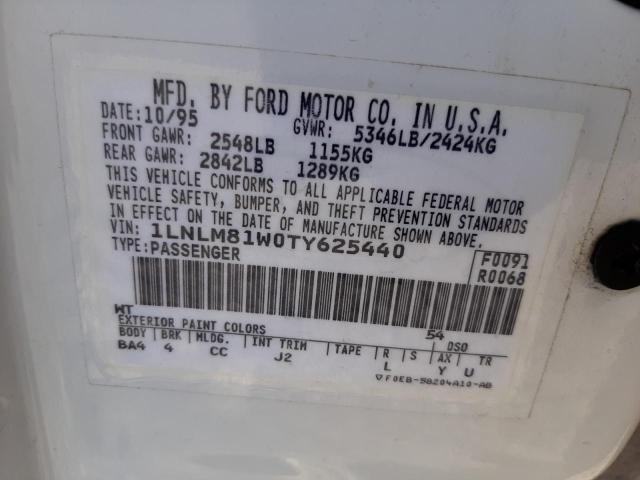 MFD. BY FORD MOTOR CO. IN U.S.A.
DATE: 10/95 GVWR: 5346LB/2424KG
FRONT GAWR: 2548LB 1155KG
REAR GAWR: 2842LB 1289KG
THIS VEHICLE CONFORMS TO ALL APPLICABLE FEDERAL MOTOR
VEHICLE SAFETY, BUMPER, AND THEFT PREVENTION STANDARDS
IN EFFECT ON THE DATE OF MANUFACTURE SHOWN ABOVE.
VIN: 1LNLM81W0TY625440
TYPE: PASSENGER
F0091
R0068
WT 54
EXTERIOR PAINT COLORS DSO
BODY BRK MLDG. INT TRIM TAPE R S AX TR
BA4 4 CC J2 L Y U
▽F0EB-58204A10-AB